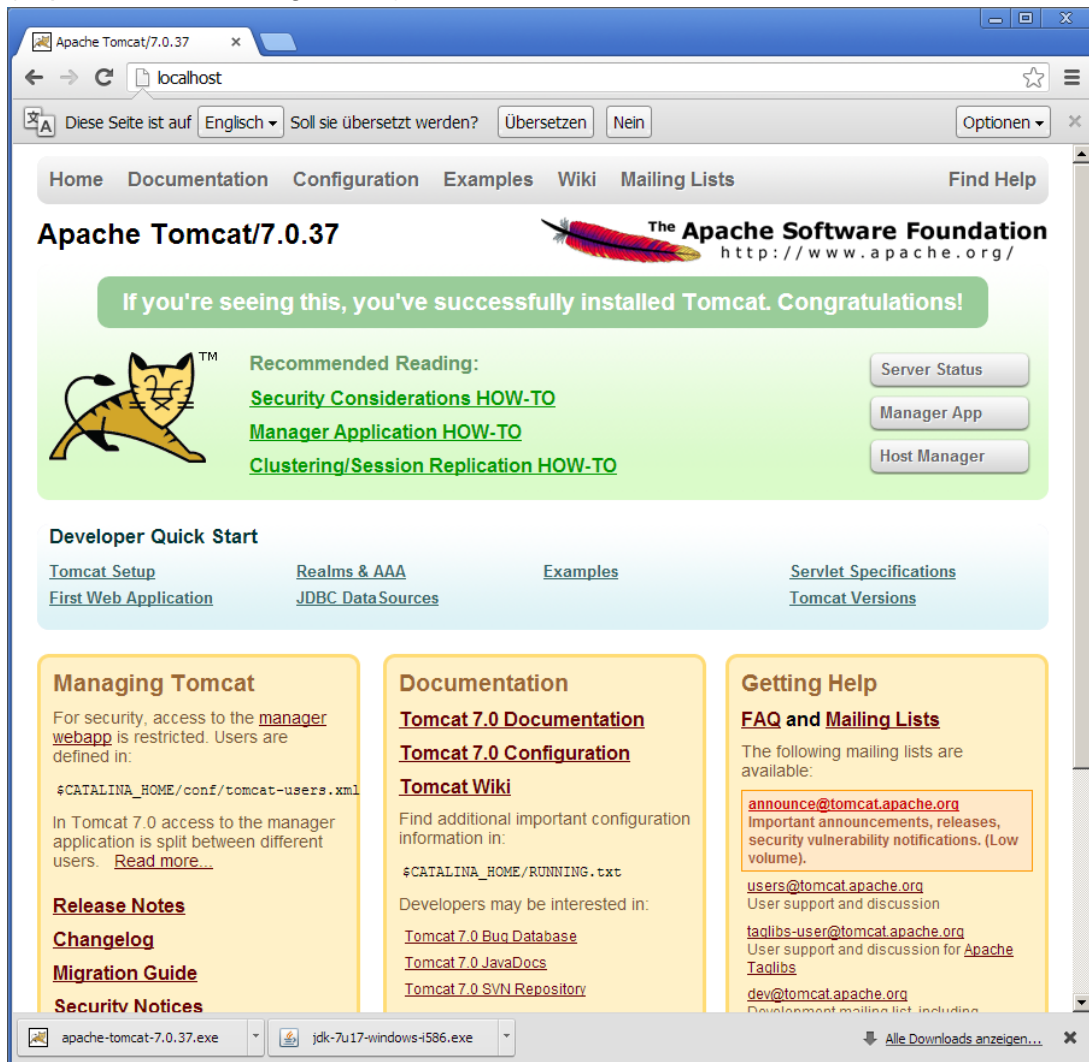 Apache Tomcat/7.0.37
localhost
Diese Seite ist auf Englisch Soll sie übersetzt werden? Übersetzen Nein Optionen
Home Documentation Configuration Examples Wiki Mailing Lists Find Help
Apache Tomcat/7.0.37
The Apache Software Foundation
http://www.apache.org/
If you're seeing this, you've successfully installed Tomcat. Congratulations!
TM
Recommended Reading:
Security Considerations HOW-TO
Manager Application HOW-TO
Clustering/Session Replication HOW-TO
Server Status
Manager App
Host Manager
Developer Quick Start
Tomcat Setup Realms & AAA Examples Servlet Specifications
First Web Application JDBC DataSources Tomcat Versions
Managing Tomcat
For security, access to the manager
webapp is restricted. Users are
defined in:
$CATALINA_HOME/conf/tomcat-users.xml
In Tomcat 7.0 access to the manager
application is split between different
users. Read more...
Release Notes
Changelog
Migration Guide
Security Notices
Documentation
Tomcat 7.0 Documentation
Tomcat 7.0 Configuration
Tomcat Wiki
Find additional important configuration
information in:
$CATALINA_HOME/RUNNING.txt
Developers may be interested in:
Tomcat 7.0 Bug Database
Tomcat 7.0 JavaDocs
Tomcat 7.0 SVN Repository
Getting Help
FAQ and Mailing Lists
The following mailing lists are
available:
announce@tomcat.apache.org
Important announcements, releases,
security vulnerability notifications. (Low
volume).
users@tomcat.apache.org
User support and discussion
taglibs-user@tomcat.apache.org
User support and discussion for Apache
Taglibs
dev@tomcat.apache.org
Development mailing list, including
apache-tomcat-7.0.37.exe jdk-7u17-windows-i586.exe Alle Downloads anzeigen...